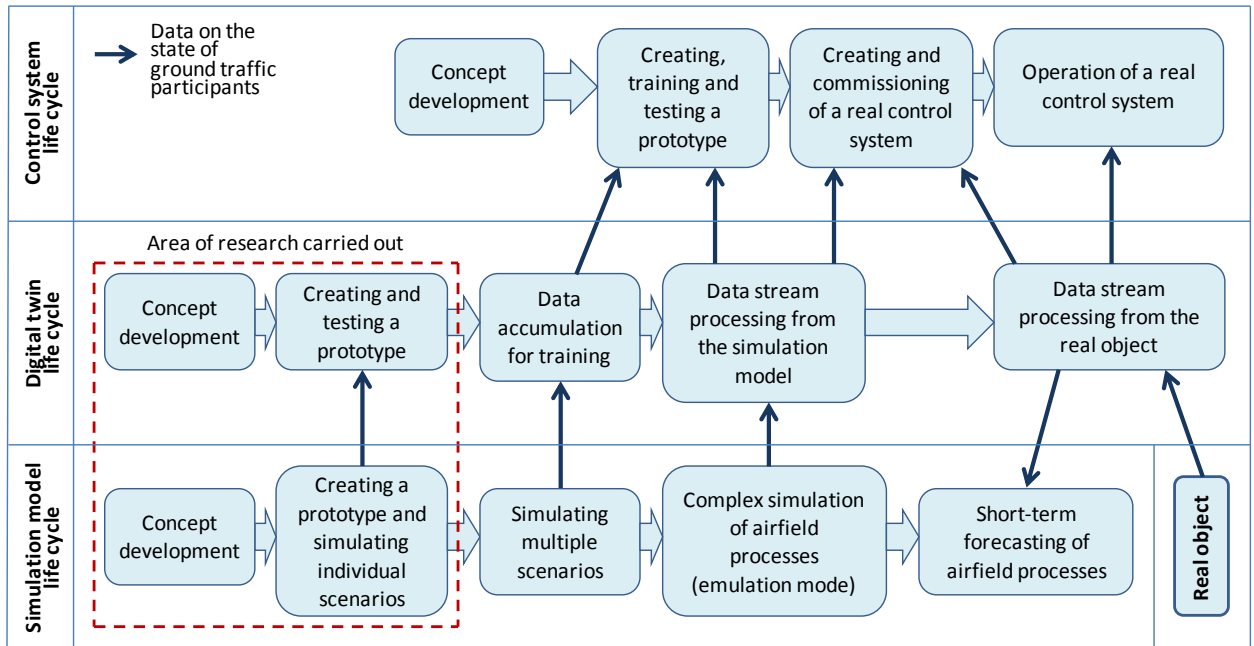 Control system
life cycle
Data on the
state of
ground traffic
participants
Concept
development
Creating,
training and
testing a
prototype
Creating and
commissioning
of a real control
system
Operation of a real
control system
Digital twin
life cycle
Area of research carried out
Concept
development
Creating and
testing a
prototype
Data
accumulation
for training
Data stream
processing from
the simulation
model
Data stream
processing from the
real object
Simulation model
life cycle
Concept
development
Creating a
prototype and
simulating
individual
scenarios
Simulating
multiple
scenarios
Complex simulation
of airfield
processes
(emulation mode)
Short-term
forecasting of
airfield processes
Real object